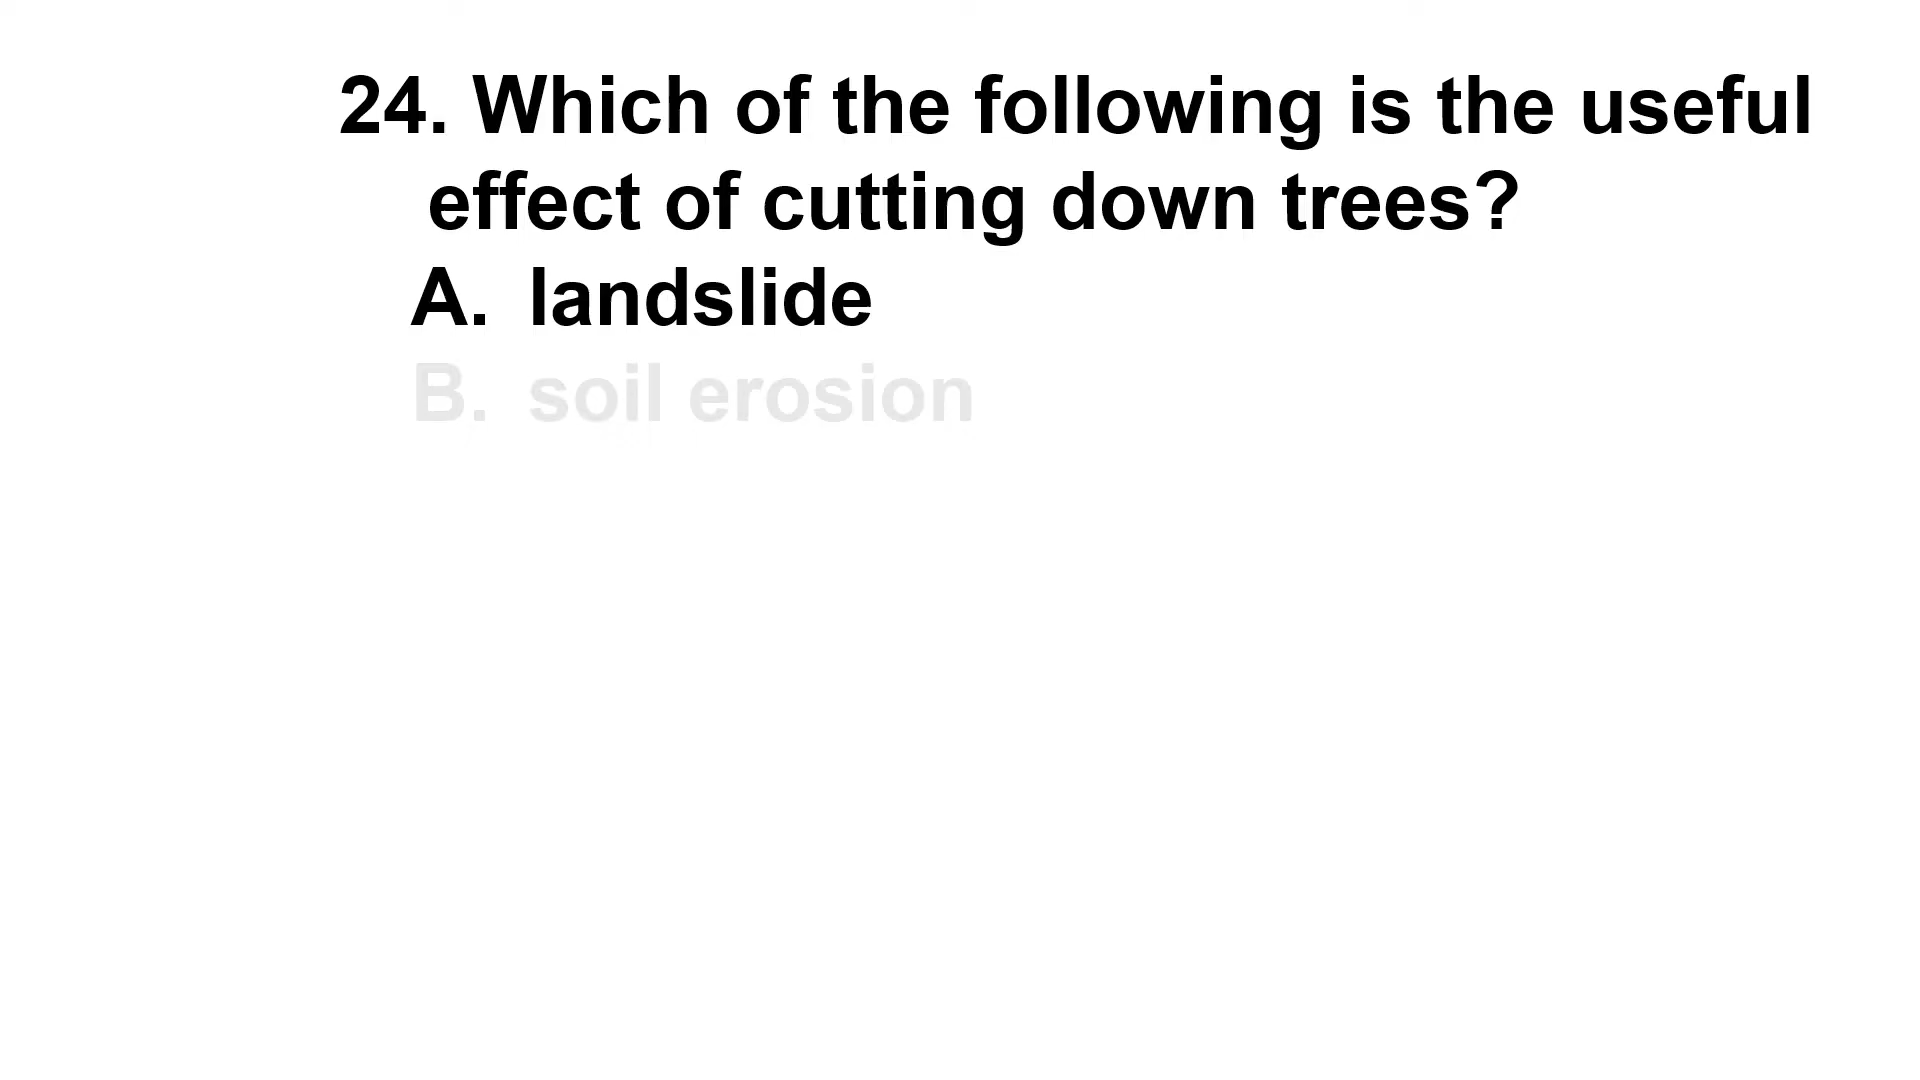 24. Which of the following is the useful
effect of cutting down trees?
A. landslide
B. soil erosion